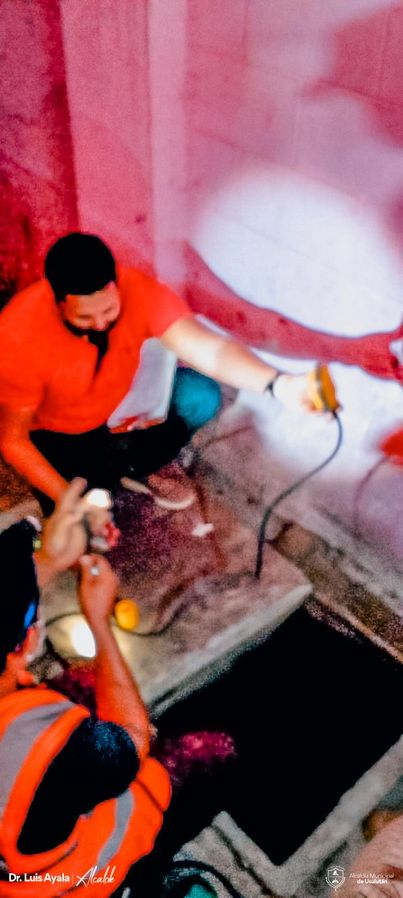 Dr. Luis Ayala | Alcalde
Alcaldía Municipal
de Usulután